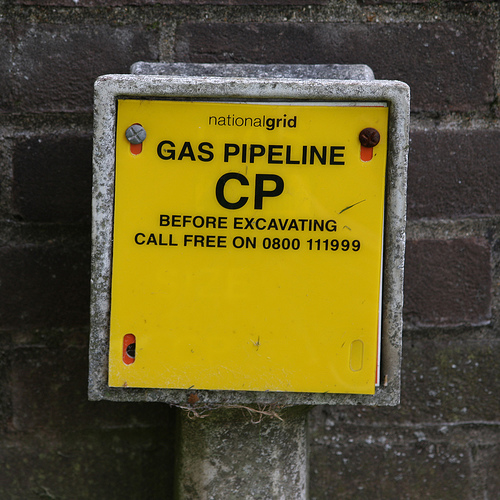 nationalgrid
GAS PIPELINE
CP
BEFORE EXCAVATING
CALL FREE ON 0800 111999